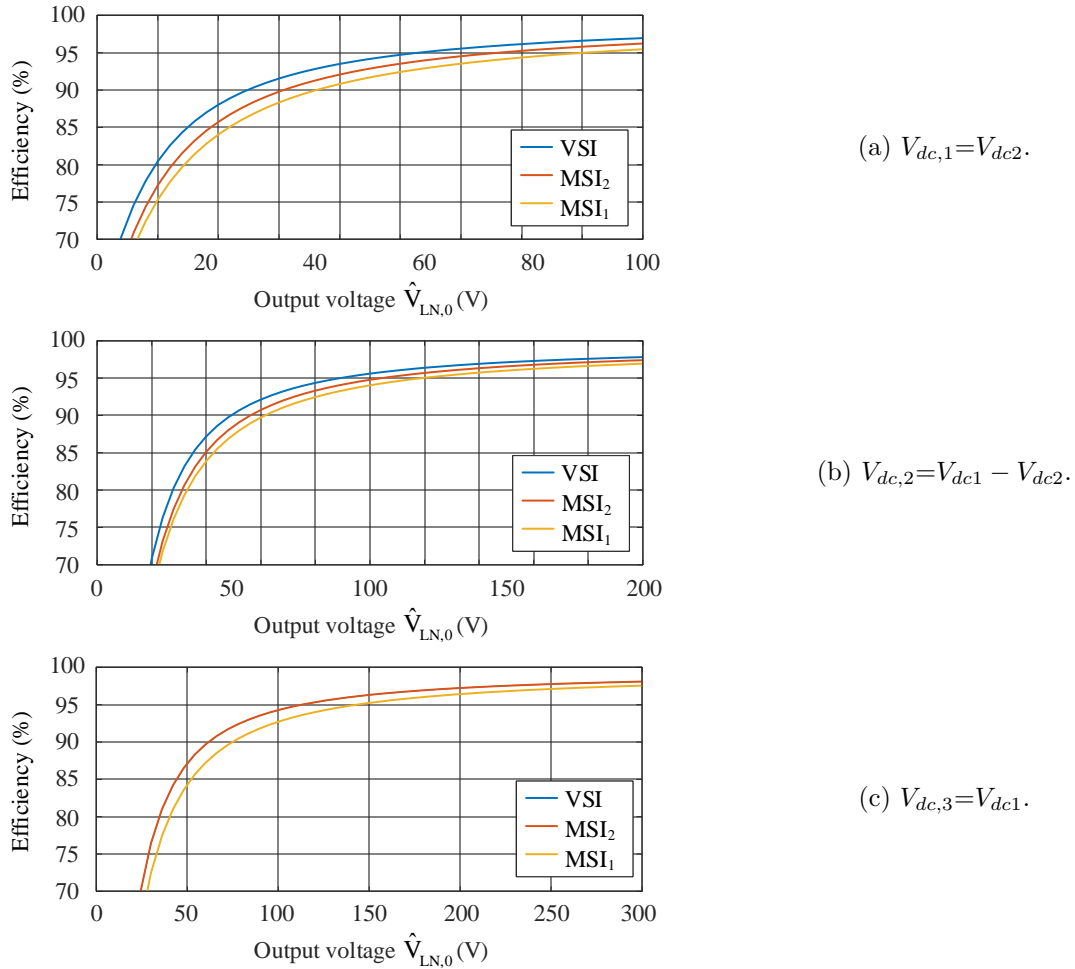 100
95
90
85
80
75
70
Efficiency (%)
VSI
MSI₂
MSI₁
0 20 40 60 80 100
Output voltage V̂LN,0 (V)
(a) Vdc,1=Vdc2.
100
95
90
85
80
75
70
Efficiency (%)
VSI
MSI₂
MSI₁
0 50 100 150 200
Output voltage V̂LN,0 (V)
(b) Vdc,2=Vdc1 − Vdc2.
100
95
90
85
80
75
70
Efficiency (%)
VSI
MSI₂
MSI₁
0 50 100 150 200 250 300
Output voltage V̂LN,0 (V)
(c) Vdc,3=Vdc1.